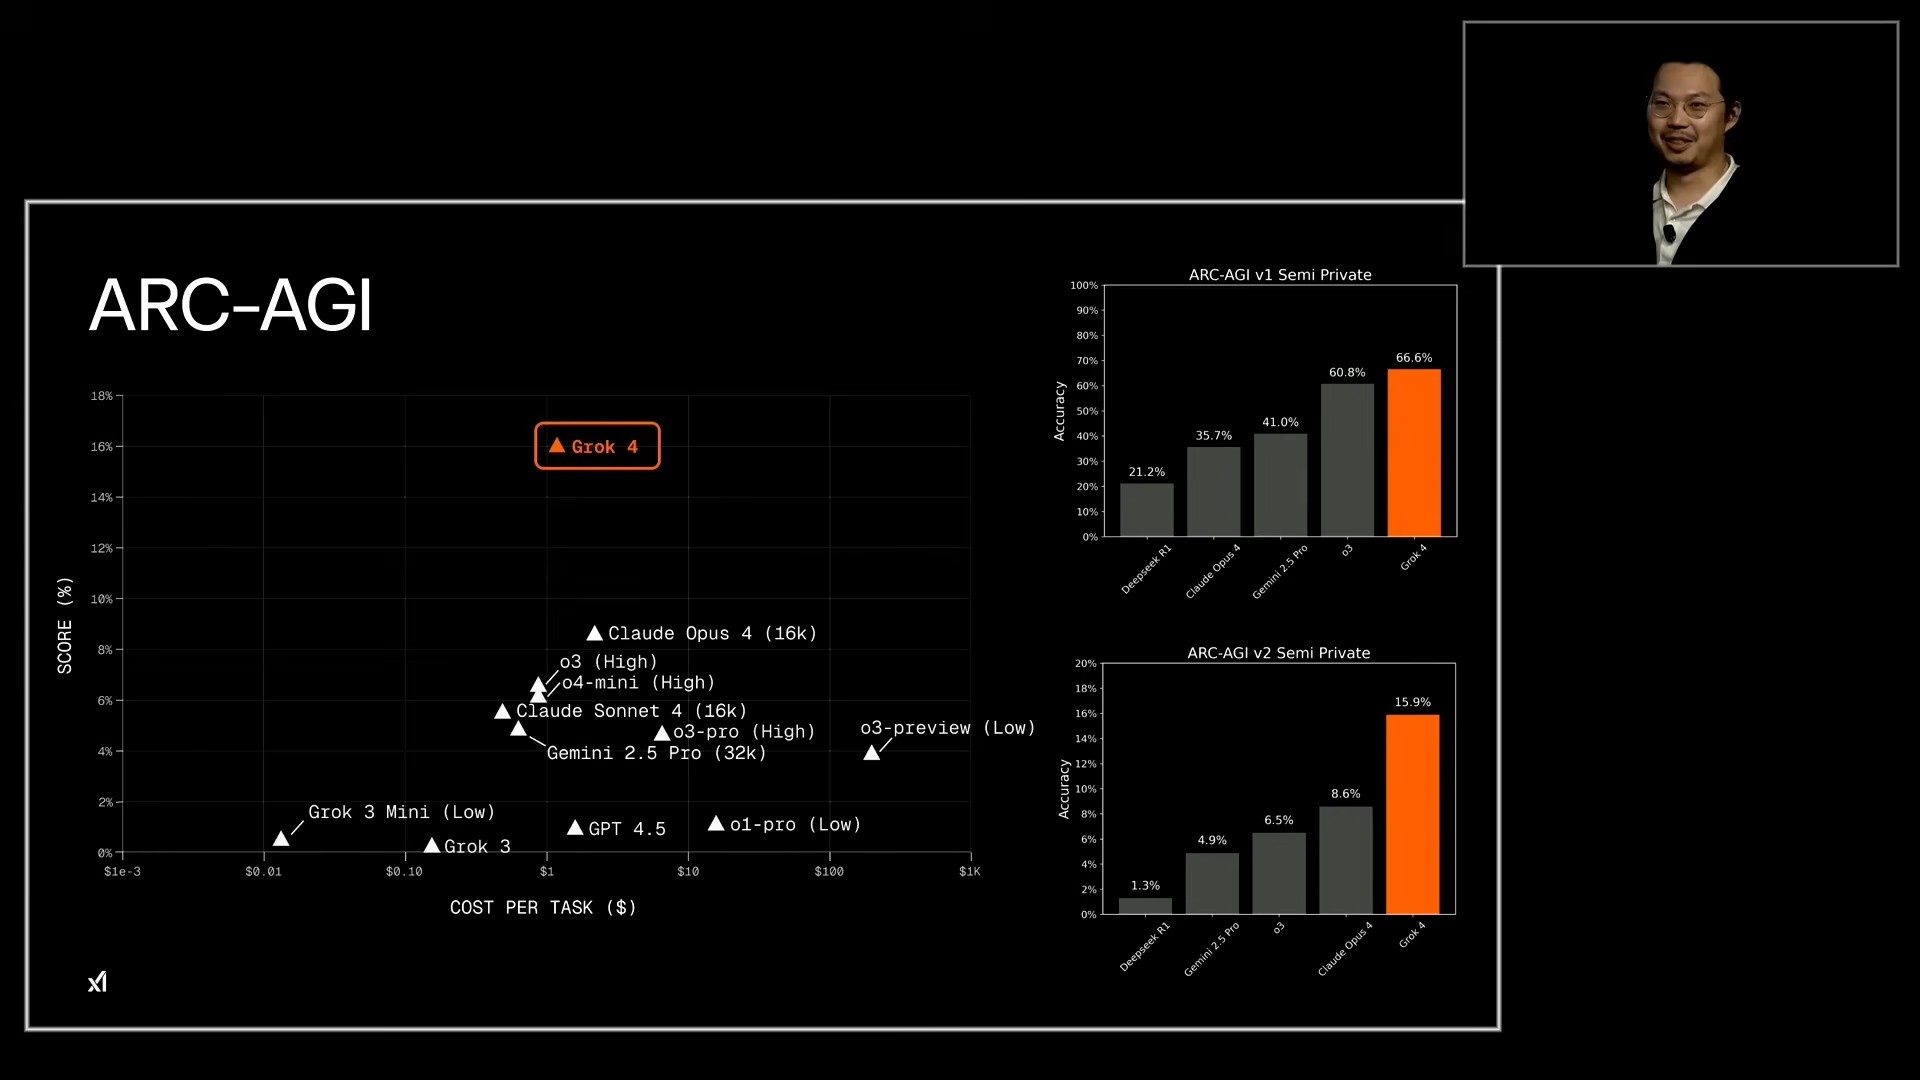 ARC-AGI
SCORE (%)
18%
16%
14%
12%
10%
8%
6%
4%
2%
0%
Grok 4
Claude Opus 4 (16k)
o3 (High)
o4-mini (High)
Claude Sonnet 4 (16k)
o3-pro (High)
o3-preview (Low)
Gemini 2.5 Pro (32k)
Grok 3 Mini (Low)
GPT 4.5
o1-pro (Low)
Grok 3
$1e-3
$0.01
$0.10
$1
$10
$100
$1K
COST PER TASK ($)
xI
ARC-AGI v1 Semi Private
Accuracy
100%
90%
80%
70%
60%
50%
40%
30%
20%
10%
0%
21.2%
35.7%
41.0%
60.8%
66.6%
Deepseek R1
Claude Opus 4
Gemini 2.5 Pro
o3
Grok 4
ARC-AGI v2 Semi Private
Accuracy
20%
18%
16%
14%
12%
10%
8%
6%
4%
2%
0%
1.3%
4.9%
6.5%
8.6%
15.9%
Deepseek R1
Gemini 2.5 Pro
o3
Claude Opus 4
Grok 4